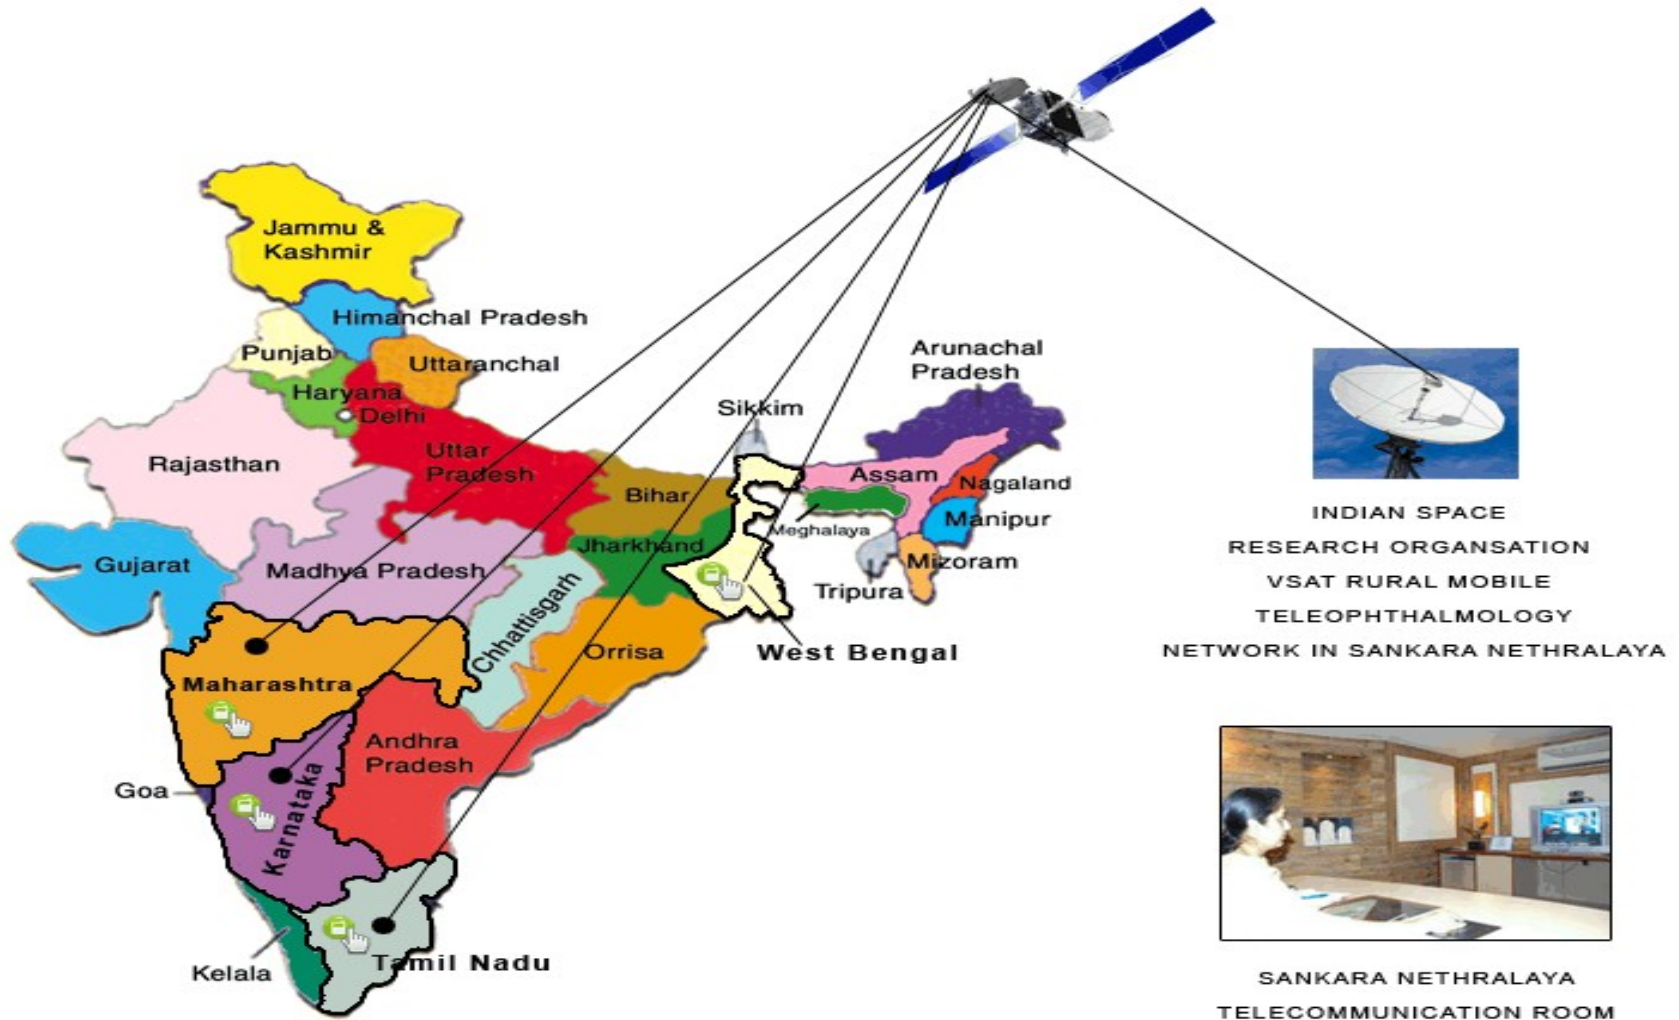 Jammu &
Kashmir
Himanchal Pradesh
Punjab
Uttaranchal
Haryana
Delhi
Arunachal
Pradesh
Sikkim
Rajasthan
Uttar
Pradesh
Bihar
Assam
Nagaland
Meghalaya
Manipur
Jharkhand
Gujarat
Madhya Pradesh
Mizoram
Tripura
Chhattisgarh
Orrisa
West Bengal
Maharashtra
Andhra
Pradesh
Goa
Karnataka
Kelala
Tamil Nadu
INDIAN SPACE
RESEARCH ORGANSATION
VSAT RURAL MOBILE
TELEOPHTHALMOLOGY
NETWORK IN SANKARA NETHRALAYA
SANKARA NETHRALAYA
TELECOMMUNICATION ROOM